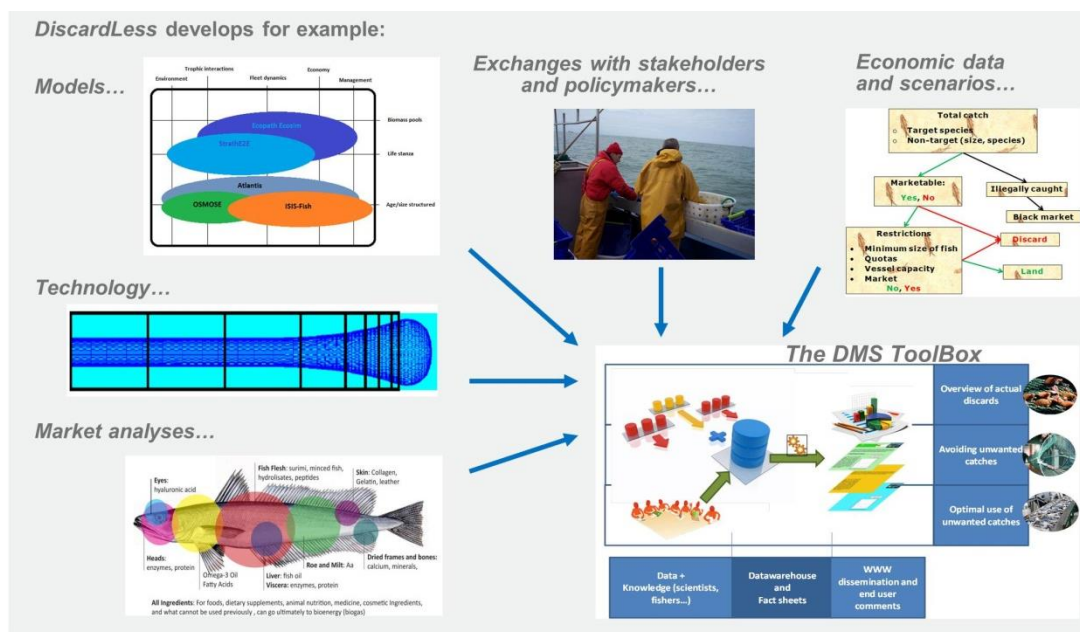 DiscardLess develops for example:
Models…
Trophic interactions
Economy
Environment
Fleet dynamics
Management
Ecopath Ecosim
Biomass pools
StrathE2E
Life stanza
Atlantis
OSMOSE
ISIS-Fish
Age/size structured
Exchanges with stakeholders
and policymakers…
Economic data
and scenarios…
Total catch
o Target species
o Non-target (size, species)
Marketable:
Yes, No
Illegally caught
Black market
Restrictions
• Minimum size of fish
• Quotas
• Vessel capacity
• Market
No, Yes
Discard
Land
Technology…
Market analyses…
Fish Flesh: surimi, minced fish,
hydrolisates, peptides
Skin: Collagen,
Gelatin, leather
Eyes:
hyaluronic acid
Heads:
enzymes, protein
Omega-3 Oil
Fatty Acids
Liver: fish oil
Viscera: enzymes, protein
Roe and Milt: Aa
Dried frames and bones:
calcium, minerals,
All Ingredients: For foods, dietary supplements, animal nutrition, medicine, cosmetic Ingredients,
and what cannot be used previously , can go ultimately to bioenergy (biogas)
The DMS ToolBox
Overview of actual
discards
Avoiding unwanted
catches
Optimal use of
unwanted catches
Data +
Knowledge (scientists,
fishers…)
Datawarehouse
and
Fact sheets
WWW
dissemination and
end user
comments